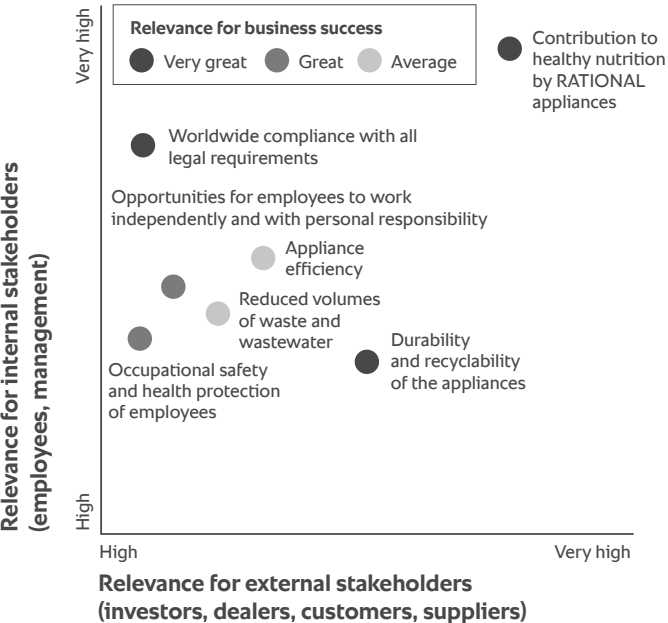 Relevance for business success
Very great
Great
Average
Very high
Contribution to
healthy nutrition
by RATIONAL
appliances
Worldwide compliance with all
legal requirements
Opportunities for employees to work
independently and with personal responsibility
Appliance
efficiency
Reduced volumes
of waste and
wastewater
Durability
and recyclability
of the appliances
Occupational safety
and health protection
of employees
Relevance for internal stakeholders
(employees, management)
High
High
Very high
Relevance for external stakeholders
(investors, dealers, customers, suppliers)